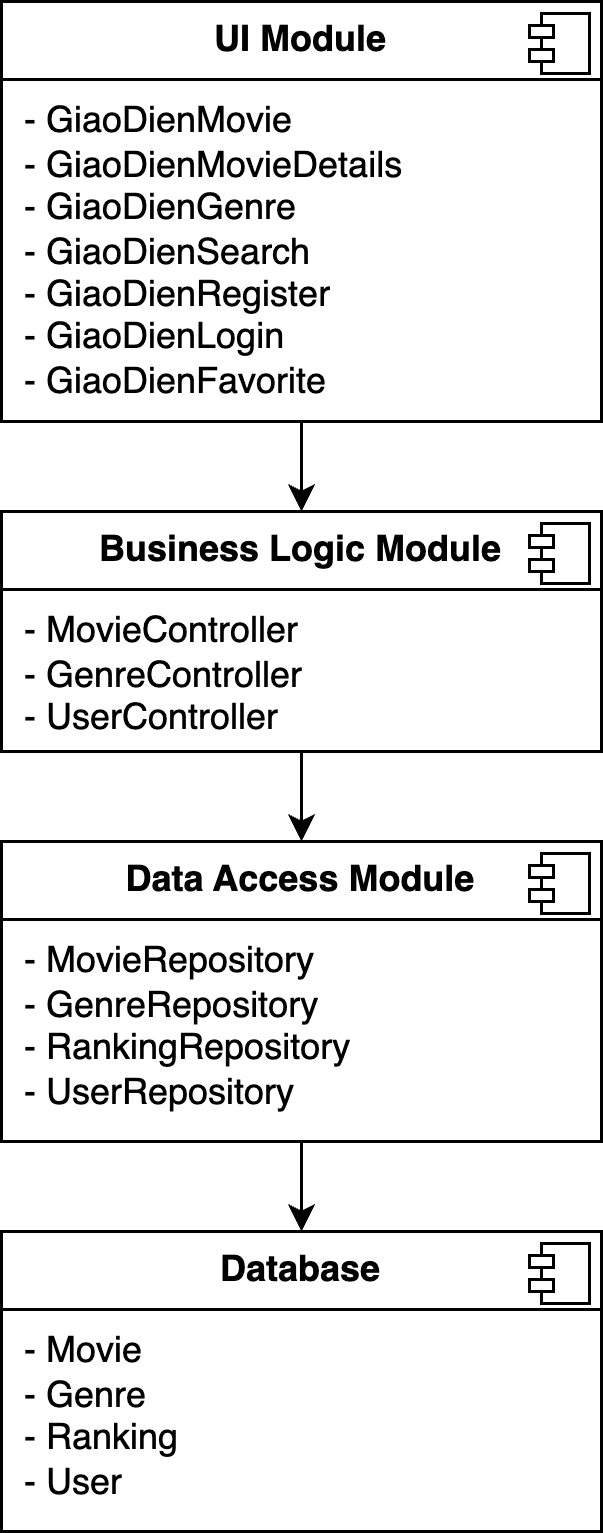 UI Module
- GiaoDienMovie
- GiaoDienMovieDetails
- GiaoDienGenre
- GiaoDienSearch
- GiaoDienRegister
- GiaoDienLogin
- GiaoDienFavorite
Business Logic Module
- MovieController
- GenreController
- UserController
Data Access Module
- MovieRepository
- GenreRepository
- RankingRepository
- UserRepository
Database
- Movie
- Genre
- Ranking
- User